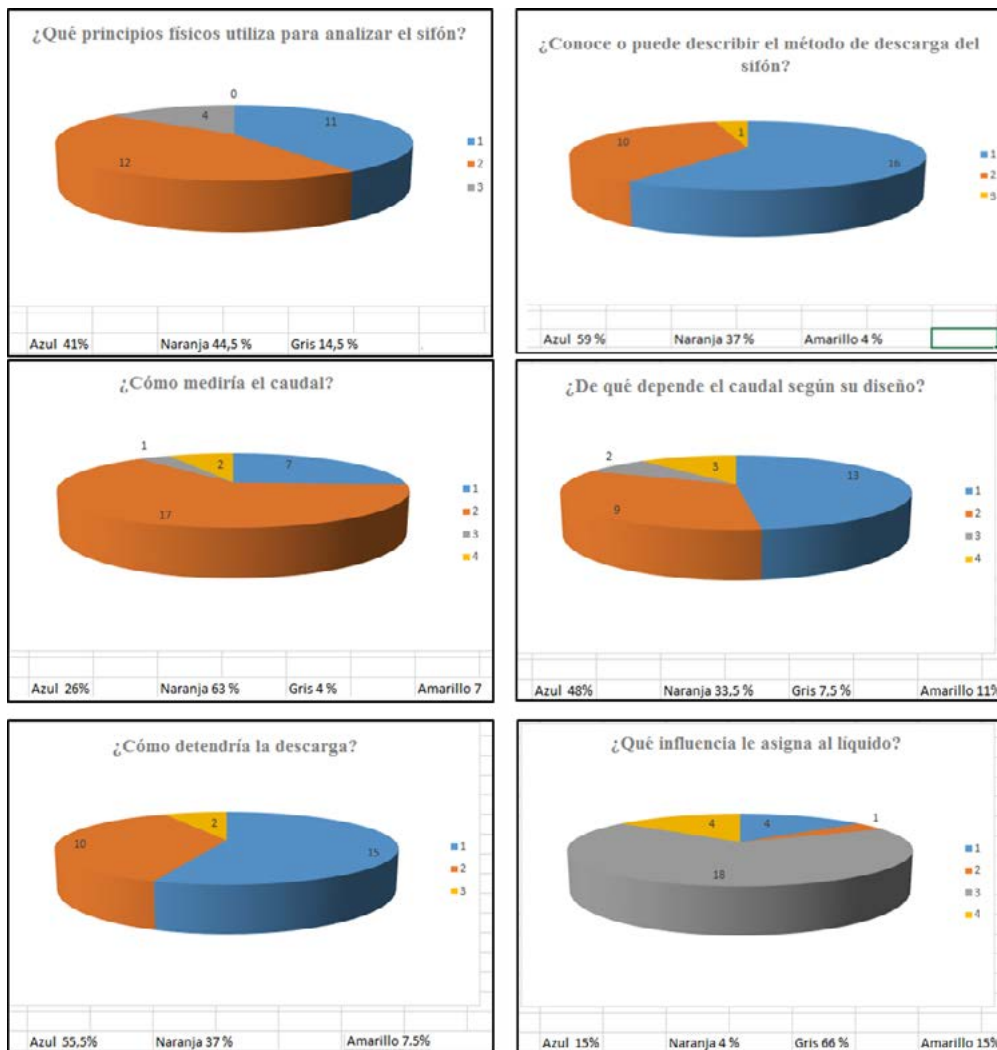 ¿Qué principios físicos utiliza para analizar el sifón?
0
4
11
12
1
2
3
Azul 41%
Naranja 44,5 %
Gris 14,5 %
¿Conoce o puede describir el método de descarga del
sifón?
1
10
16
1
2
3
Azul 59 %
Naranja 37 %
Amarillo 4 %
¿Cómo mediría el caudal?
1
2
7
17
1
2
3
4
Azul 26%
Naranja 63 %
Gris 4 %
Amarillo 7
¿De qué depende el caudal según su diseño?
2
3
13
9
1
2
3
4
Azul 48%
Naranja 33,5 %
Gris 7,5 %
Amarillo 11%
¿Cómo detendría la descarga?
2
10
15
1
2
3
Azul 55,5%
Naranja 37 %
Amarillo 7.5%
¿Qué influencia le asigna al líquido?
4
4
1
18
1
2
3
4
Azul 15%
Naranja 4 %
Gris 66 %
Amarillo 15%